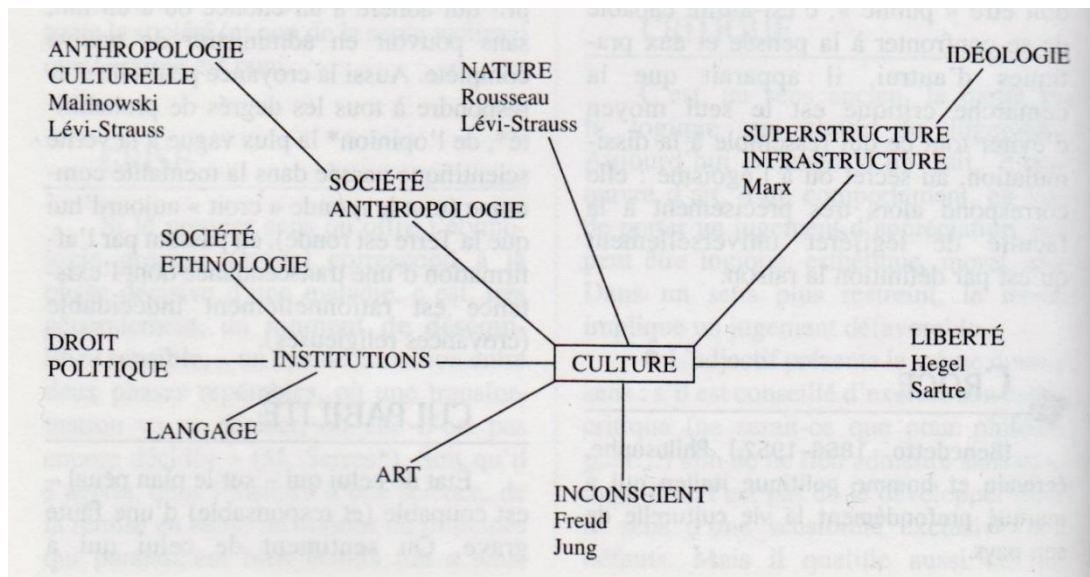 ANTHROPOLOGIE
CULTURELLE
Malinowski
Lévi-Strauss
NATURE
Rousseau
Lévi-Strauss
IDÉOLOGIE
SUPERSTRUCTURE
INFRASTRUCTURE
Marx
SOCIÉTÉ
ANTHROPOLOGIE
SOCIÉTÉ
ETHNOLOGIE
DROIT
POLITIQUE
INSTITUTIONS
CULTURE
LIBERTÉ
Hegel
Sartre
LANGAGE
ART
INCONSCIENT
Freud
Jung